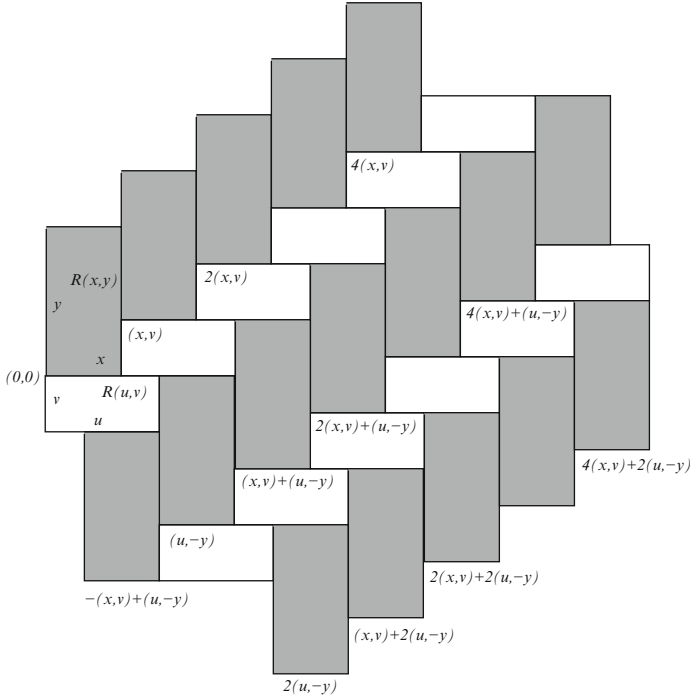 4(x,v)
R(x,y)
2(x,v)
y
4(x,v)+(u,−y)
(x,v)
x
(0,0)
v
R(u,v)
u
2(x,v)+(u,−y)
4(x,v)+2(u,−y)
(x,v)+(u,−y)
(u,−y)
2(x,v)+2(u,−y)
−(x,v)+(u,−y)
(x,v)+2(u,−y)
2(u,−y)